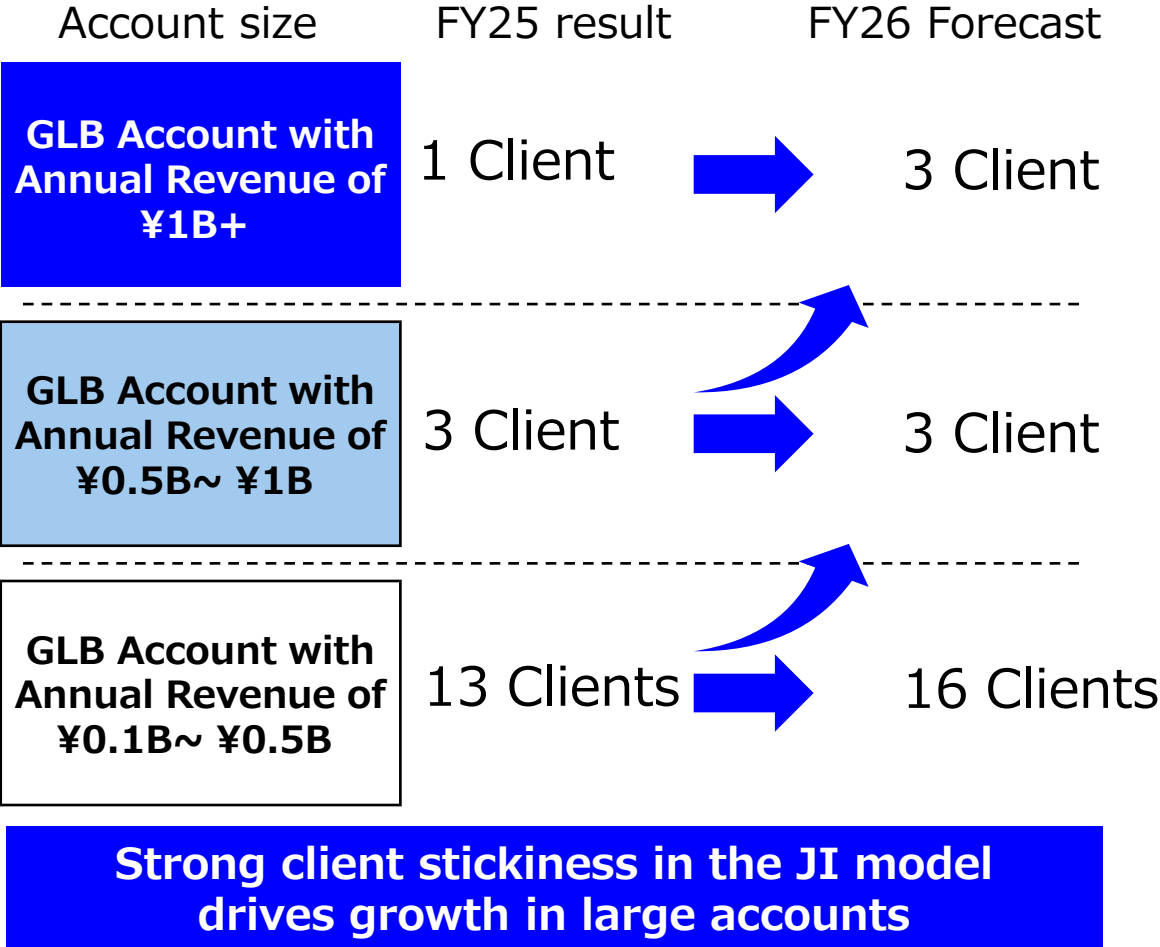 Account size
FY25 result
FY26 Forecast
GLB Account with
Annual Revenue of
¥1B+
1 Client
3 Client
GLB Account with
Annual Revenue of
¥0.5B~ ¥1B
3 Client
3 Client
GLB Account with
Annual Revenue of
¥0.1B~ ¥0.5B
13 Clients
16 Clients
Strong client stickiness in the JI model
drives growth in large accounts